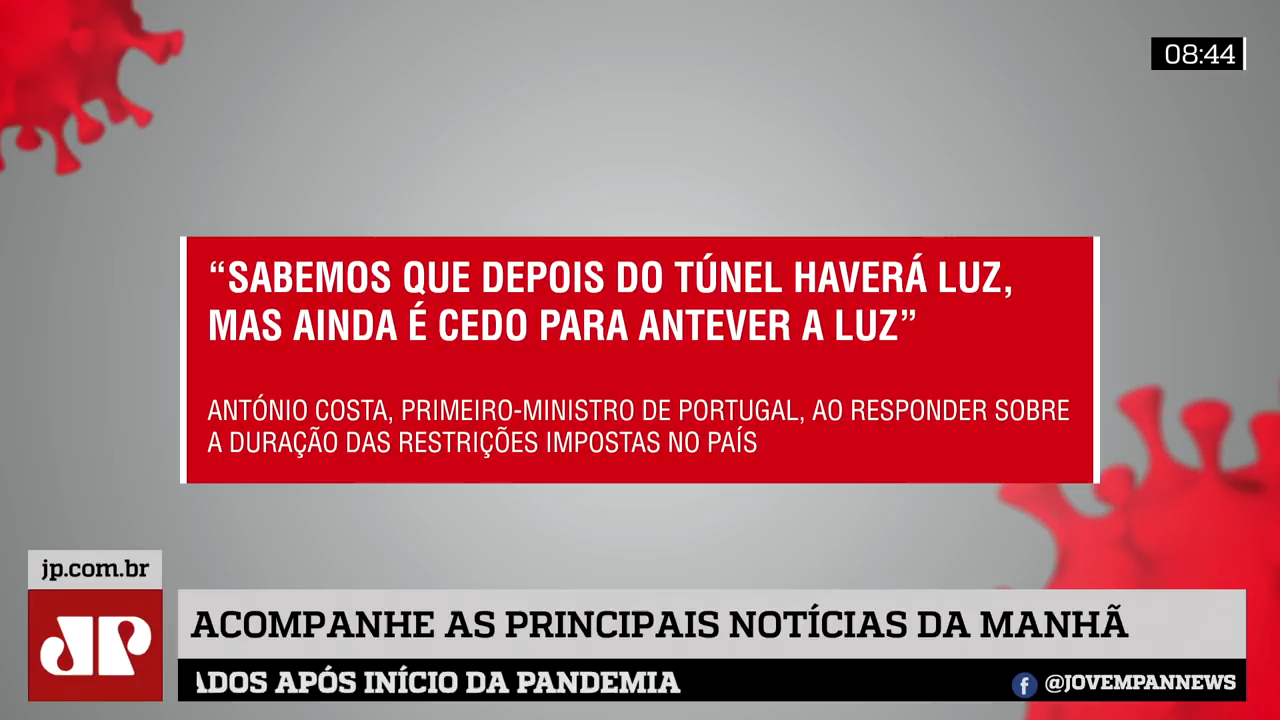 08:44
“SABEMOS QUE DEPOIS DO TÚNEL HAVERÁ LUZ,
MAS AINDA É CEDO PARA ANTEVER A LUZ”
ANTÓNIO COSTA, PRIMEIRO-MINISTRO DE PORTUGAL, AO RESPONDER SOBRE
A DURAÇÃO DAS RESTRIÇÕES IMPOSTAS NO PAÍS
jp.com.br
JP
ACOMPANHE AS PRINCIPAIS NOTÍCIAS DA MANHÃ
ADOS APÓS INÍCIO DA PANDEMIA
f @JOVEMPANNEWS